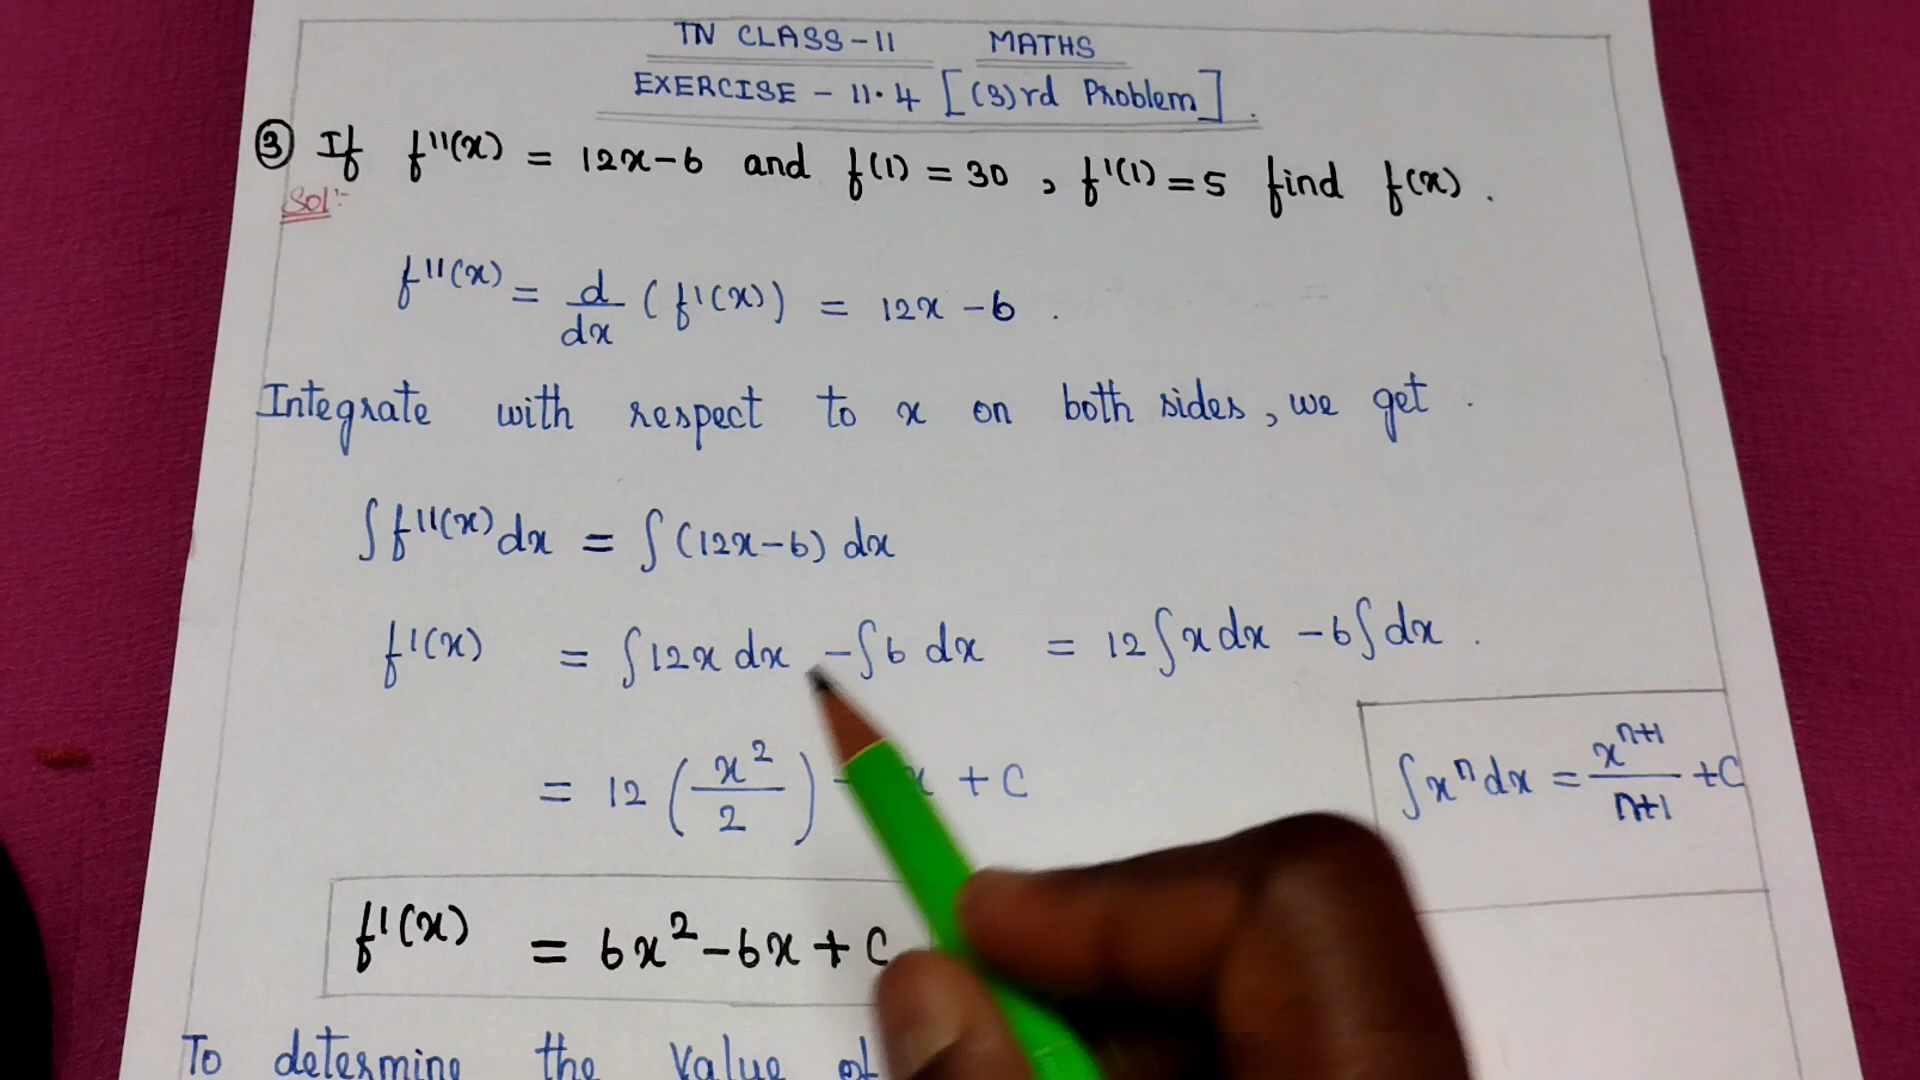 TN CLASS-11 MATHS
EXERCISE - 11.4 [(3)rd Problem].
③ If f''(x) = 12x-6 and f(1) = 30, f'(1) = 5 find f(x).
Sol:-
f''(x) = d/dx (f'(x)) = 12x - 6.
Integrate with respect to x on both sides, we get.
∫f''(x)dx = ∫(12x-6) dx
f'(x) = ∫12x dx - ∫6 dx = 12∫x dx - 6∫dx.
= 12 (x²/2) - x + C
∫xⁿ dx = xⁿ⁺¹/n+1 + C
f'(x) = 6x² - 6x + C
To determine the value of